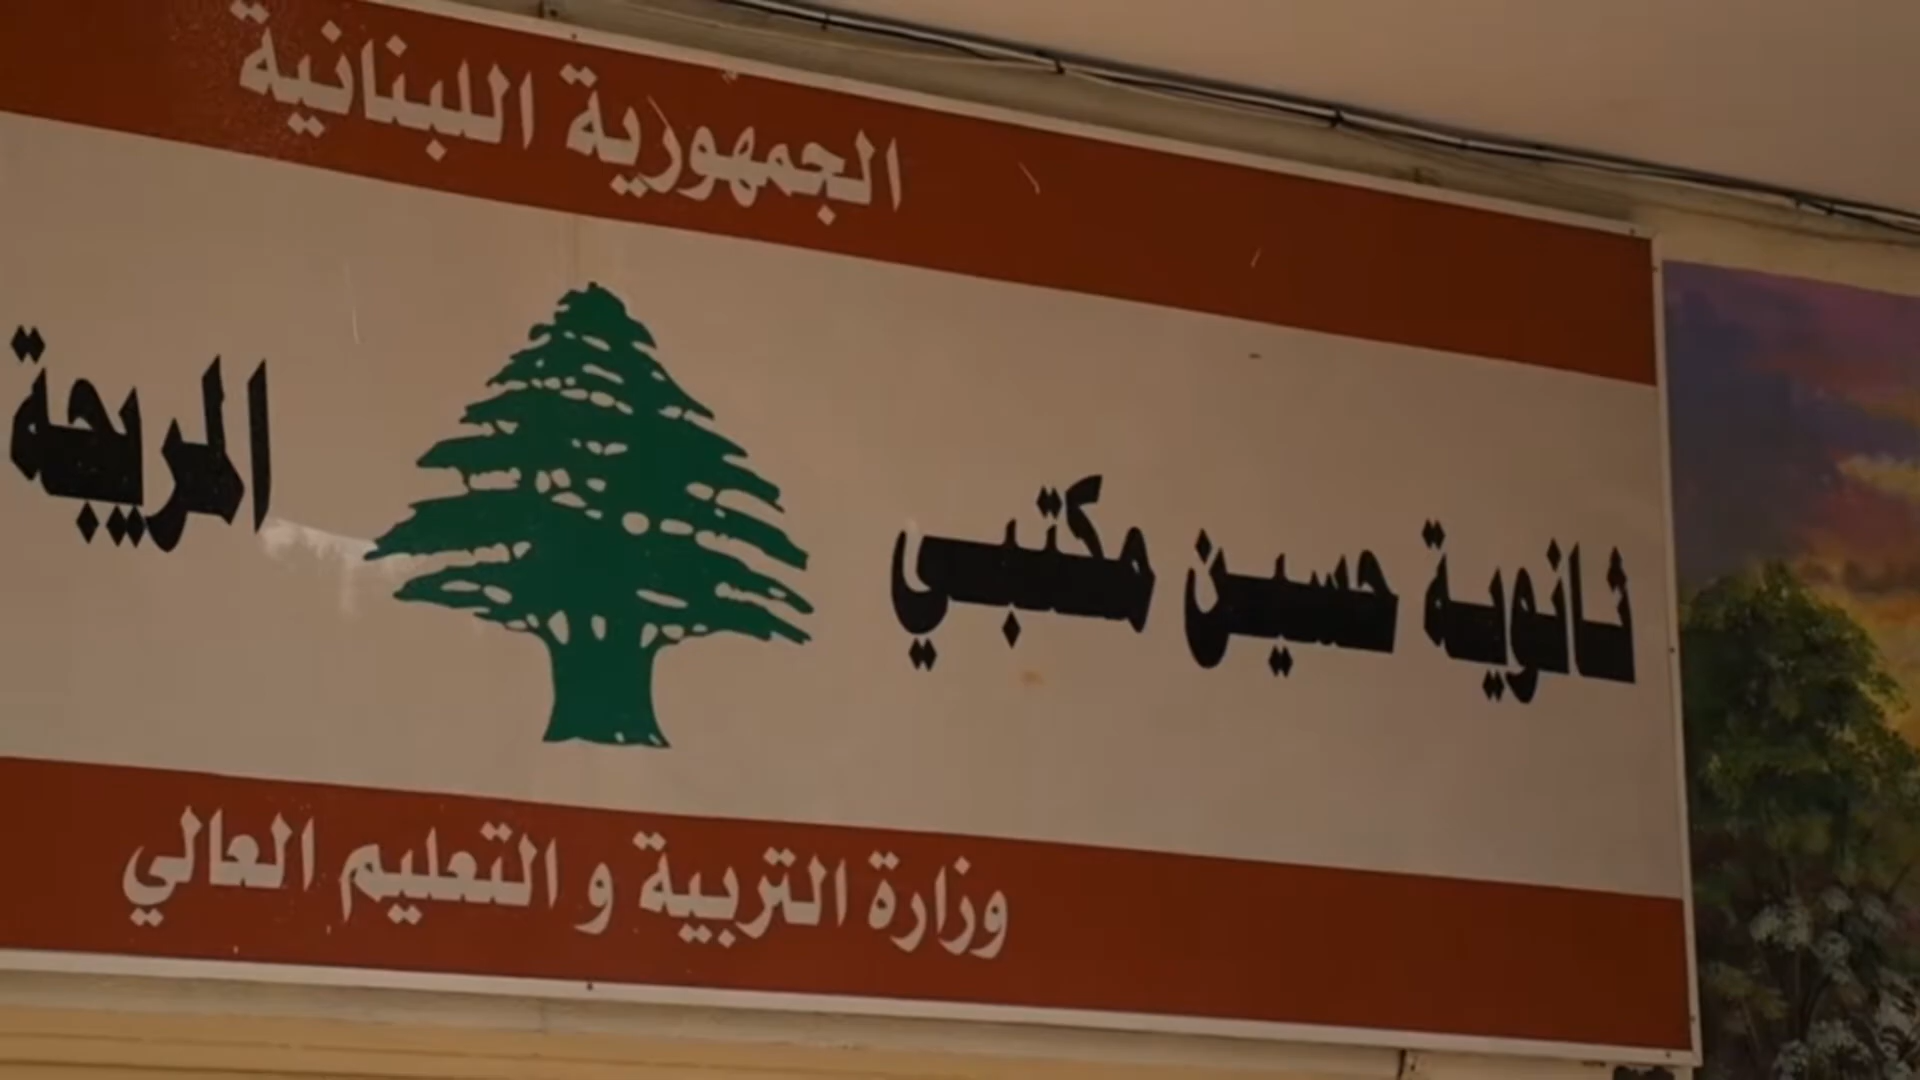 الجمهورية اللبنانية
ثانوية حسين مكتبي المريجة
وزارة التربية و التعليم العالي